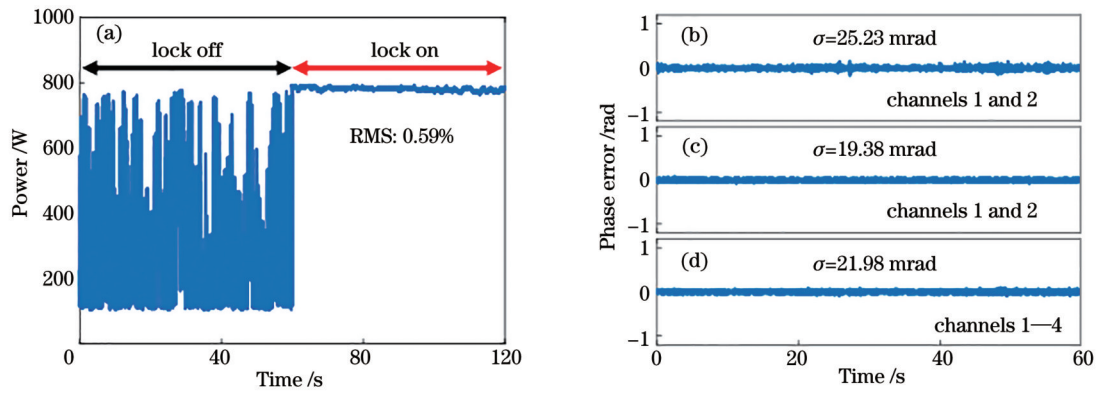 (a)
lock off
lock on
RMS: 0.59%
Power /W
1000
800
600
400
200
0
0
40
80
120
Time /s
Phase error /rad
(b)
σ=25.23 mrad
channels 1 and 2
1
0
−1
(c)
σ=19.38 mrad
channels 1 and 2
1
0
−1
(d)
σ=21.98 mrad
channels 1—4
1
0
−1
0
20
40
60
Time /s